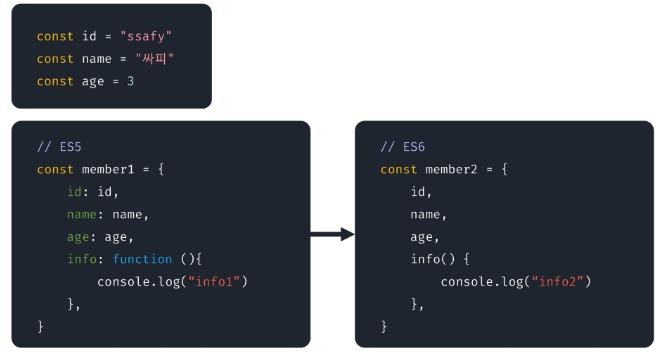 const id = "ssafy"
const name = "싸피"
const age = 3
// ES5
const member1 = {
id: id,
name: name,
age: age,
info: function (){
console.log(“info1”)
},
}
// ES6
const member2 = {
id,
name,
age,
info() {
console.log(“info2”)
},
}